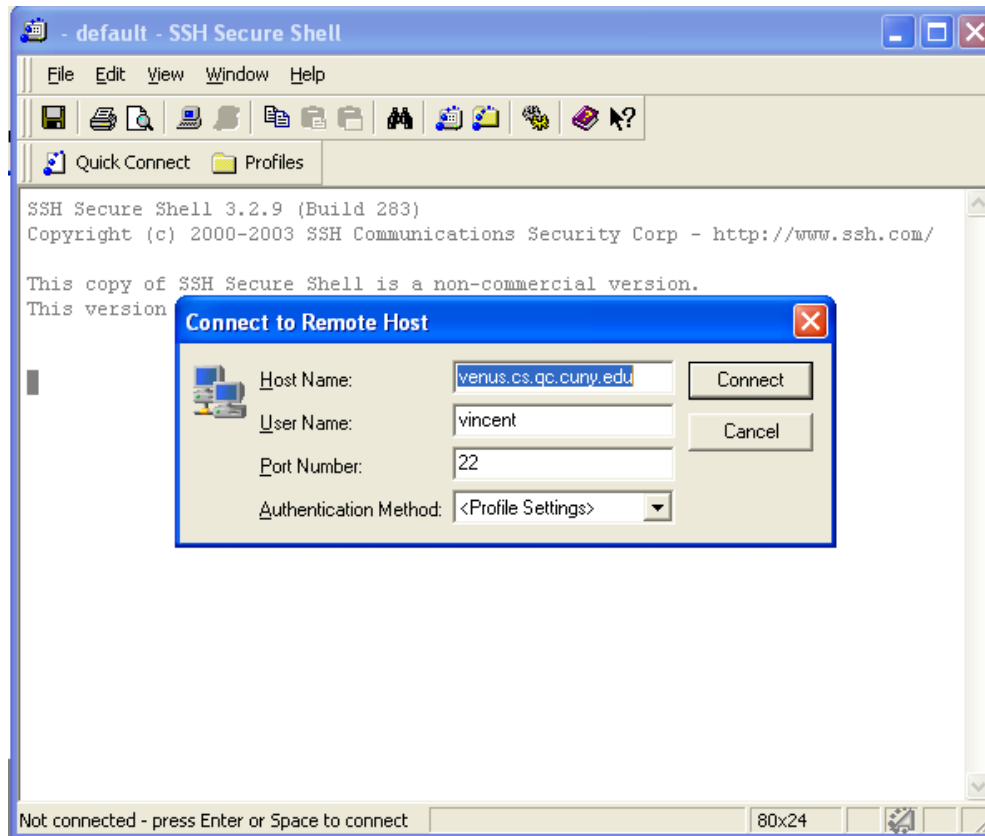 - default - SSH Secure Shell
File Edit View Window Help
Quick Connect Profiles
SSH Secure Shell 3.2.9 (Build 283)
Copyright (c) 2000-2003 SSH Communications Security Corp - http://www.ssh.com/
This copy of SSH Secure Shell is a non-commercial version.
This version
Connect to Remote Host
Host Name: venus.cs.qc.cuny.edu Connect
User Name: vincent Cancel
Port Number: 22
Authentication Method: <Profile Settings>
Not connected - press Enter or Space to connect 80x24